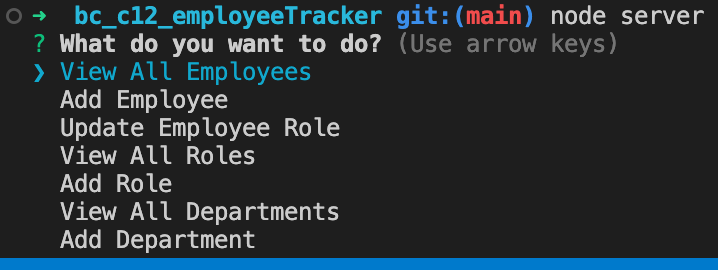 ➜ bc_c12_employeeTracker git:(main) node server
? What do you want to do? (Use arrow keys)
❯ View All Employees
Add Employee
Update Employee Role
View All Roles
Add Role
View All Departments
Add Department